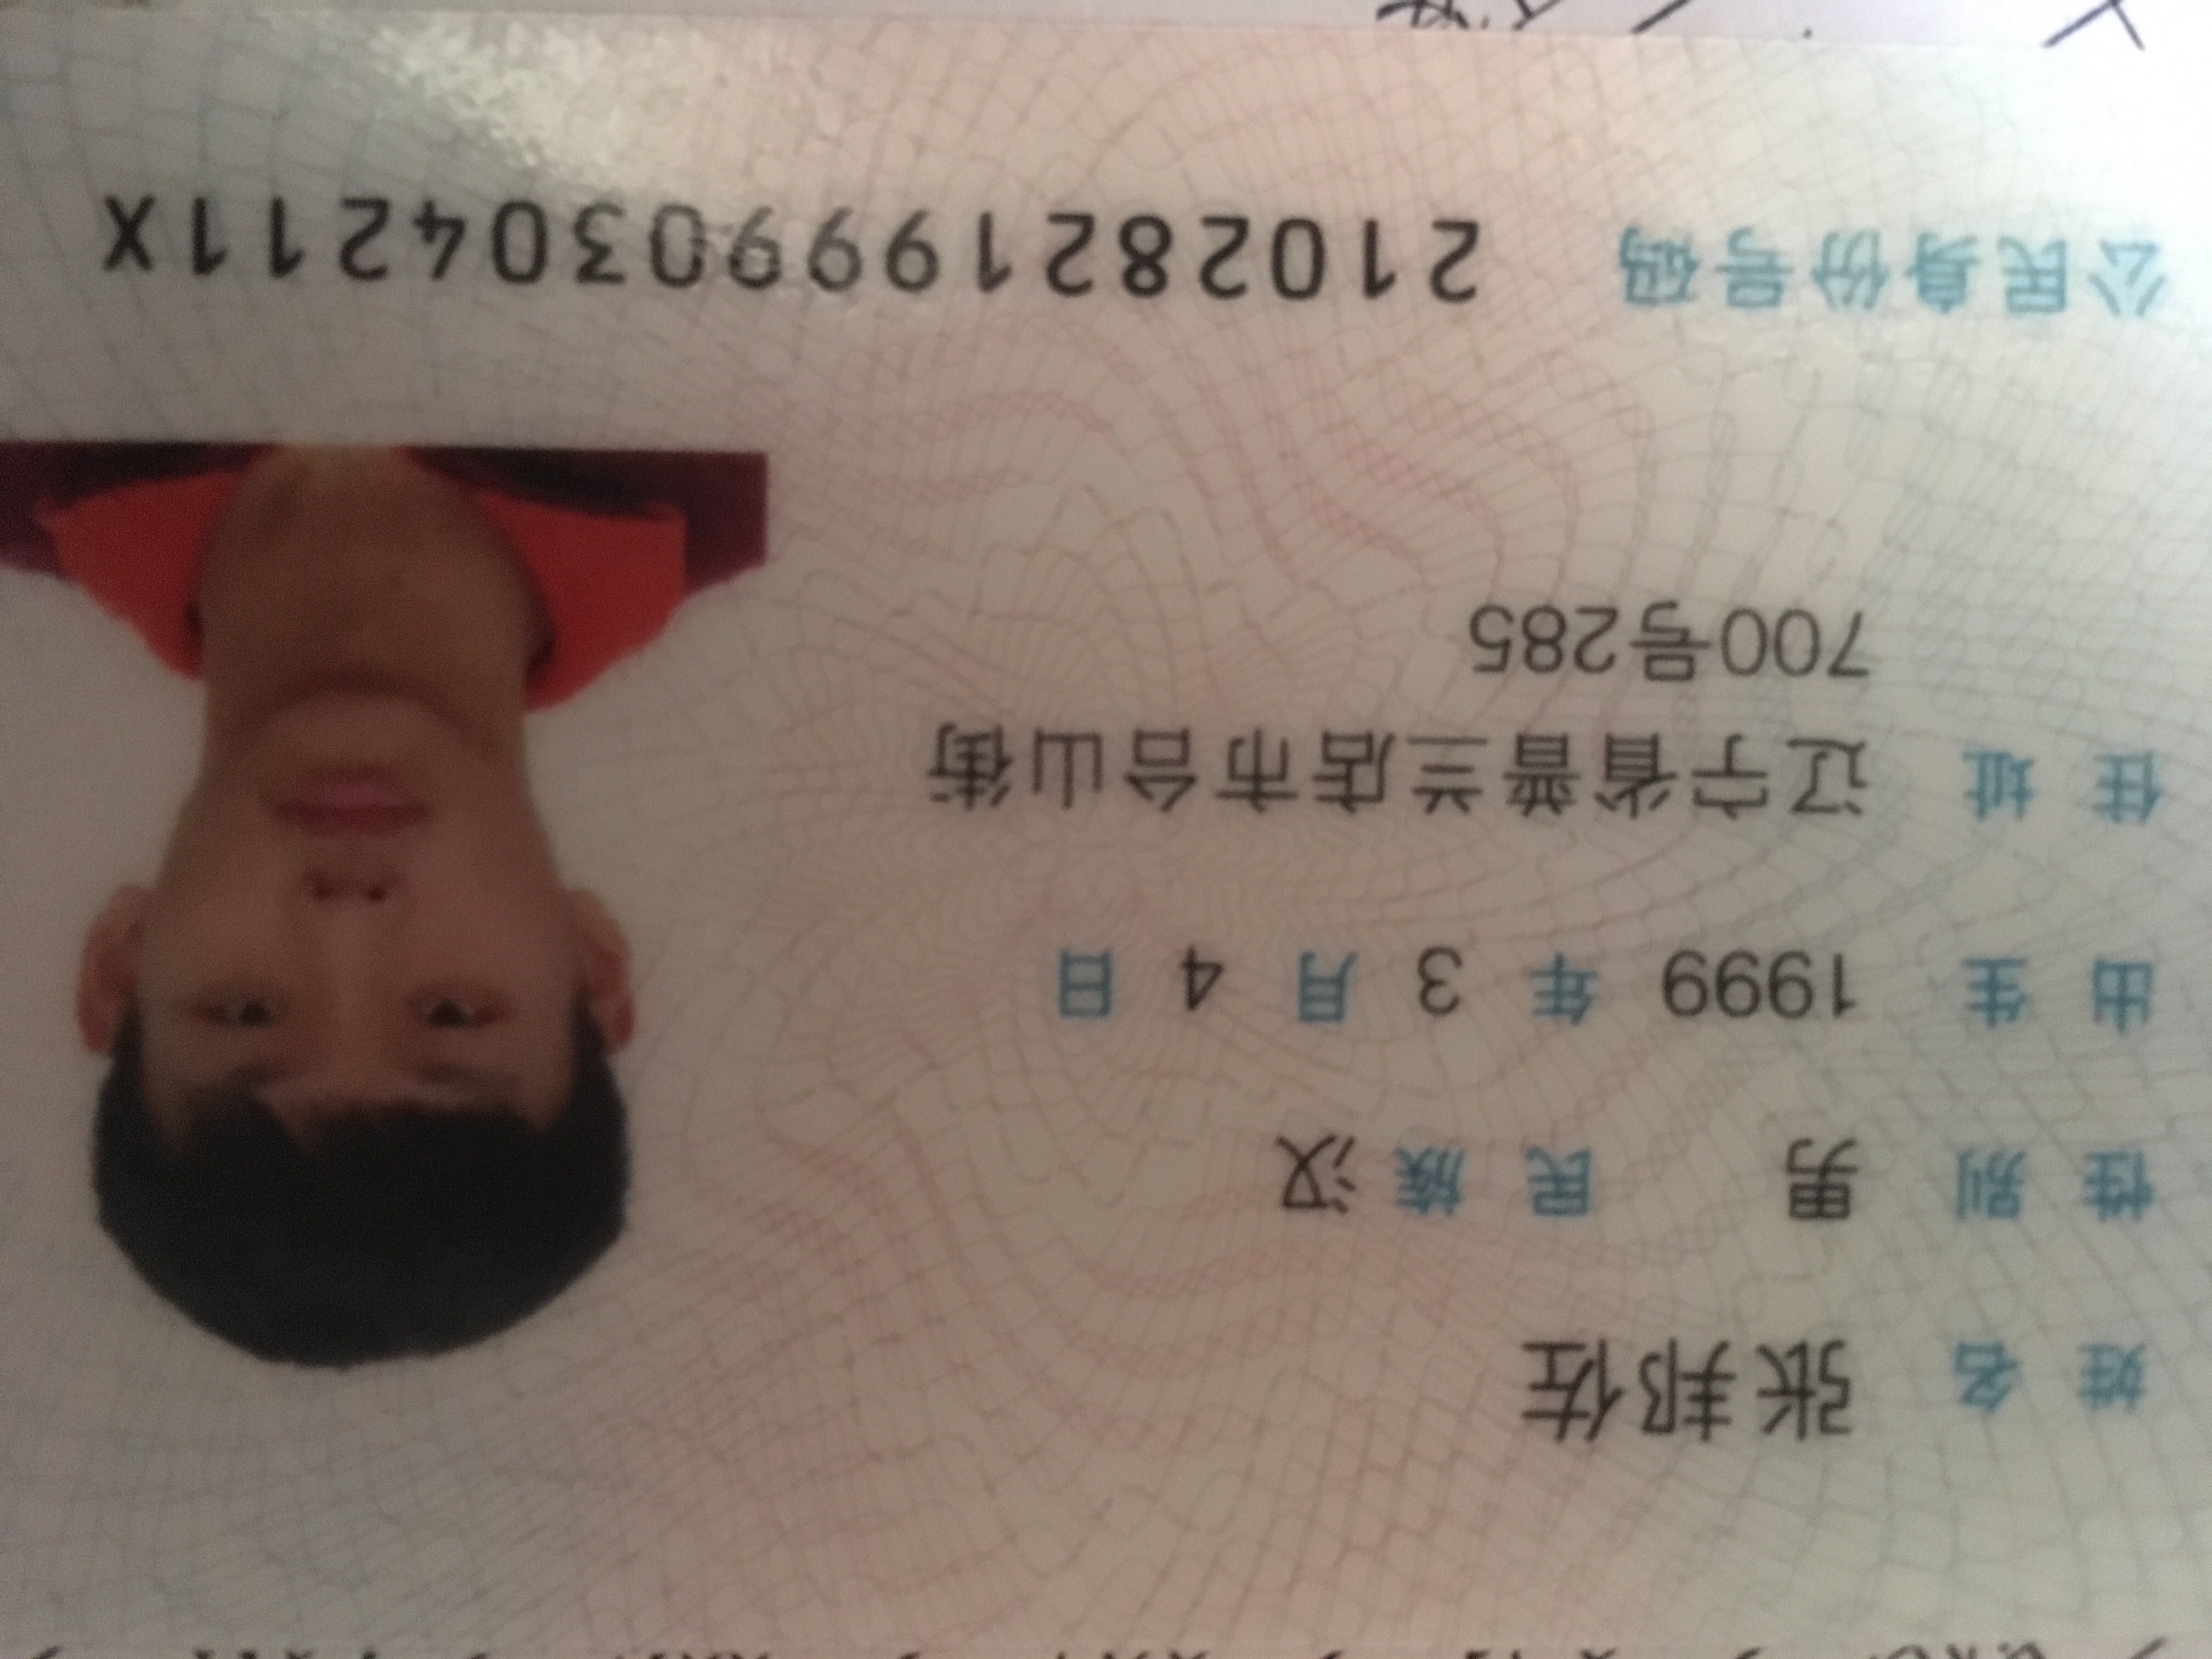 姓名 张邦佐
性别 男 民族 汉
出生 1999 年 3 月 4 日
住址 辽宁省普兰店市台山街
700号285
公民身份号码 21028219990304211X